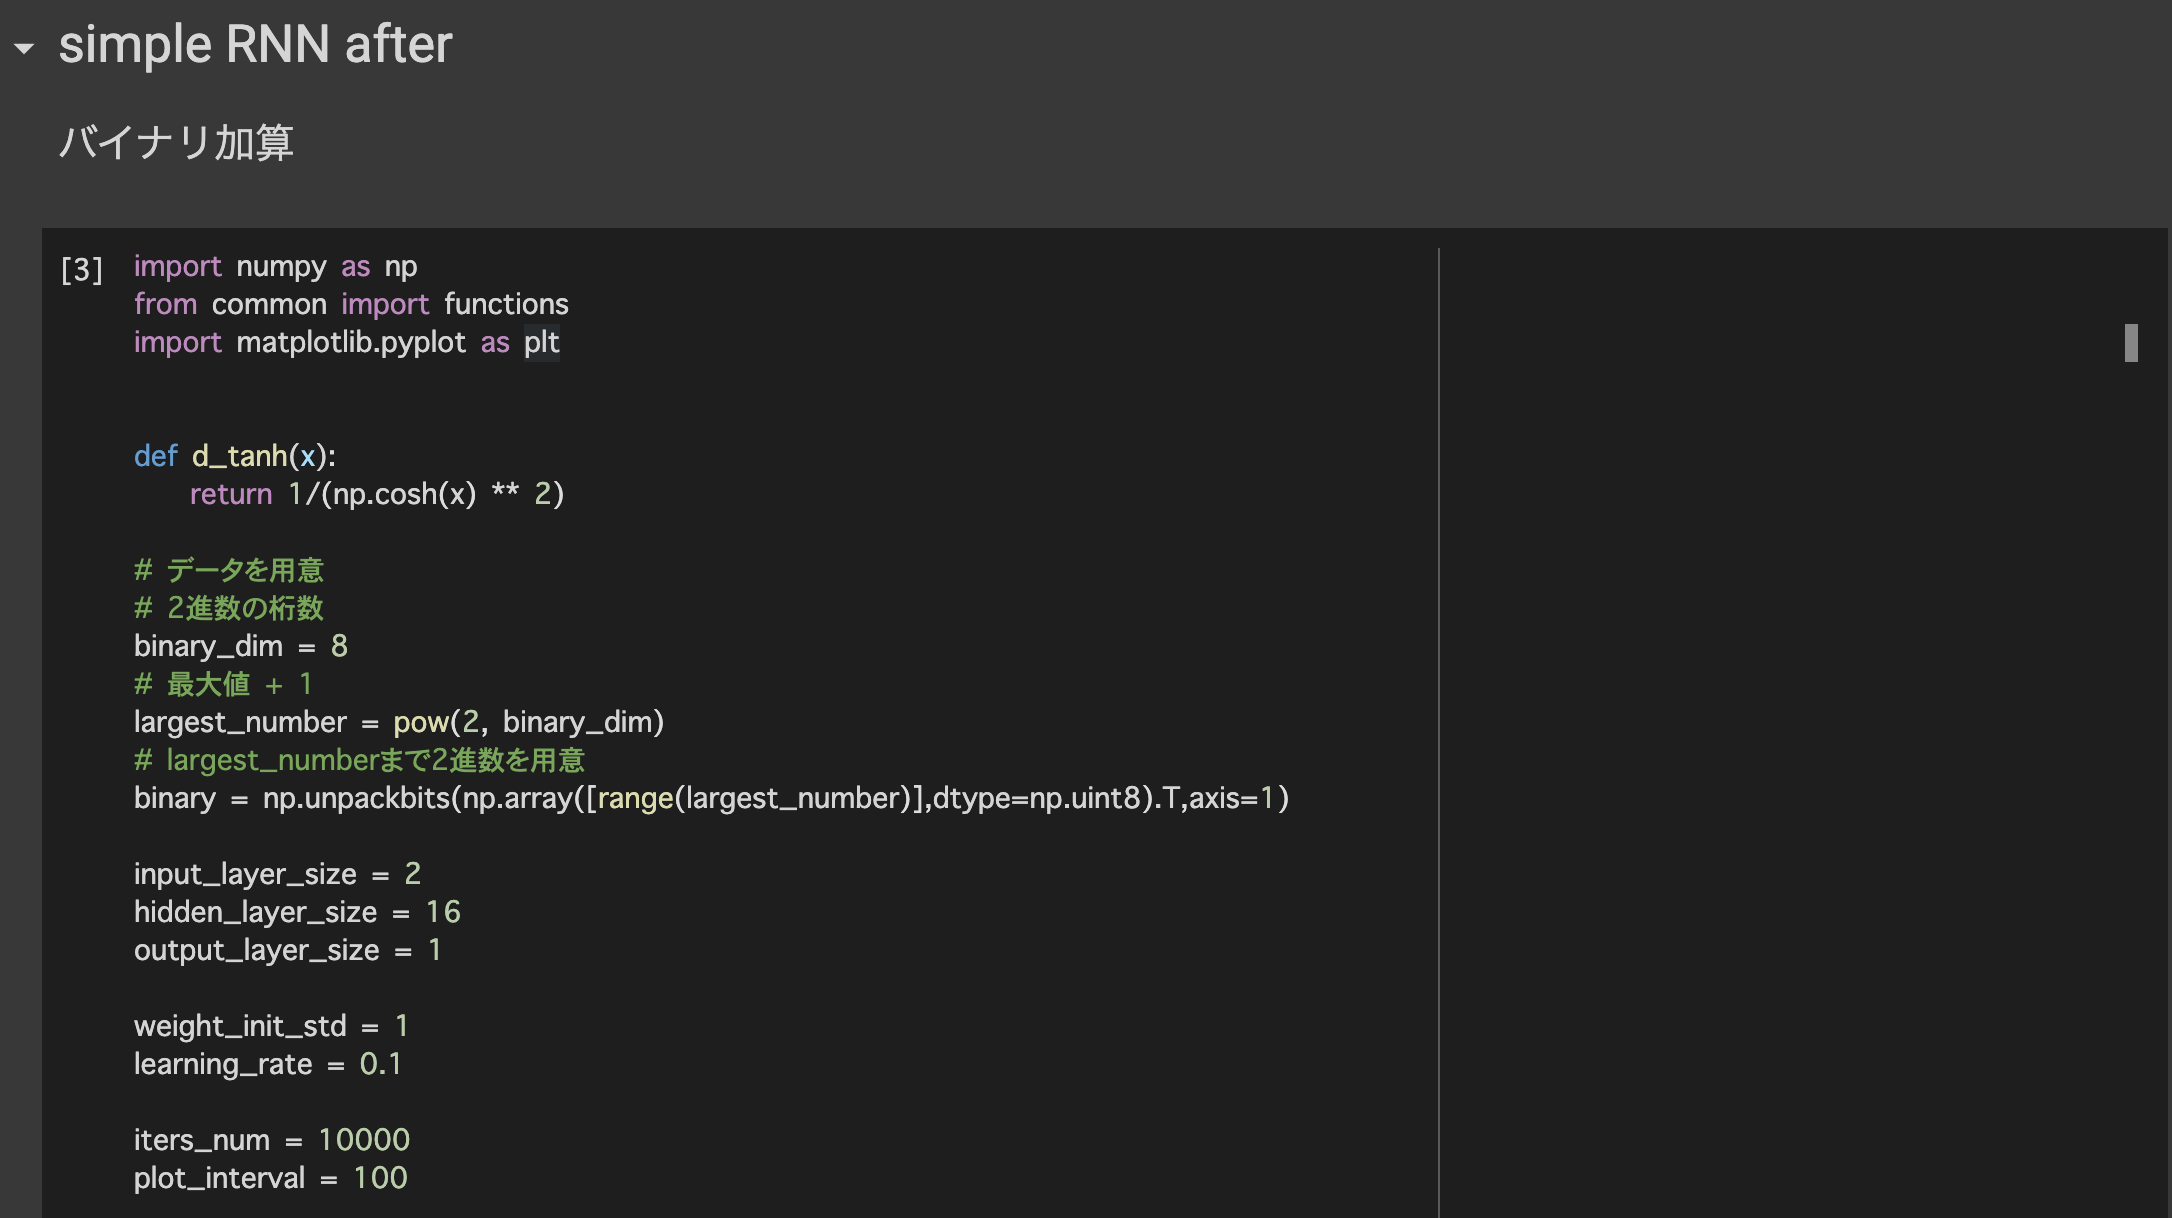 simple RNN after
バイナリ加算
[3] import numpy as np
from common import functions
import matplotlib.pyplot as plt
def d_tanh(x):
return 1/(np.cosh(x) ** 2)
# データを用意
# 2進数の桁数
binary_dim = 8
# 最大値 + 1
largest_number = pow(2, binary_dim)
# largest_numberまで2進数を用意
binary = np.unpackbits(np.array([range(largest_number)],dtype=np.uint8).T,axis=1)
input_layer_size = 2
hidden_layer_size = 16
output_layer_size = 1
weight_init_std = 1
learning_rate = 0.1
iters_num = 10000
plot_interval = 100